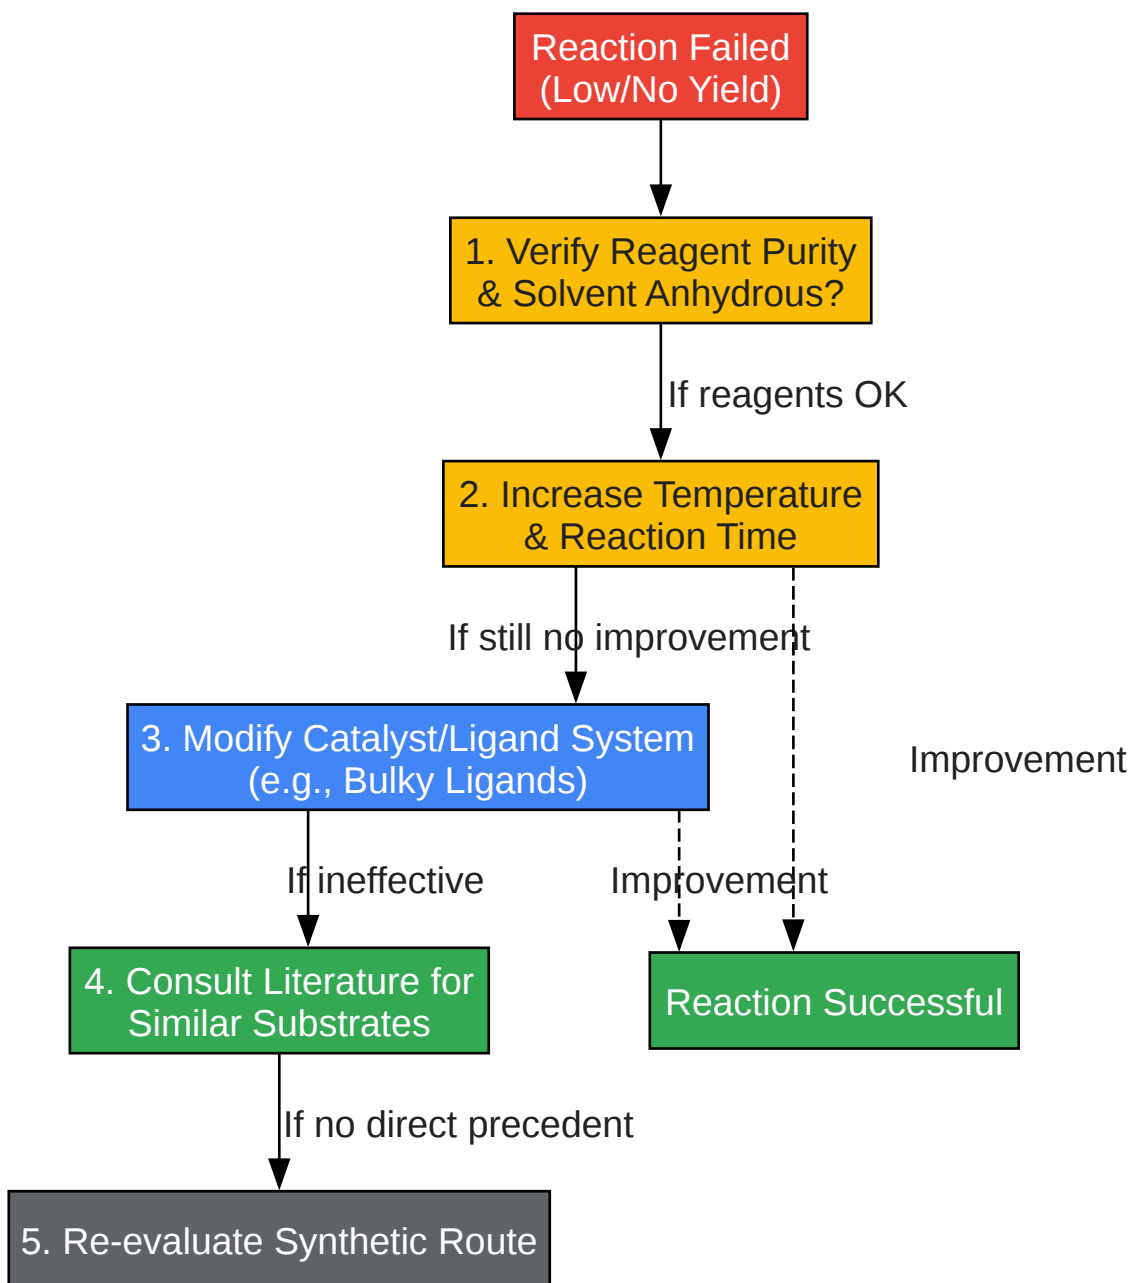 Reaction Failed
(Low/No Yield)
1. Verify Reagent Purity
& Solvent Anhydrous?
If reagents OK
2. Increase Temperature
& Reaction Time
If still no improvement
3. Modify Catalyst/Ligand System
(e.g., Bulky Ligands)
Improvement
If ineffective
Improvement
4. Consult Literature for
Similar Substrates
Reaction Successful
If no direct precedent
5. Re-evaluate Synthetic Route